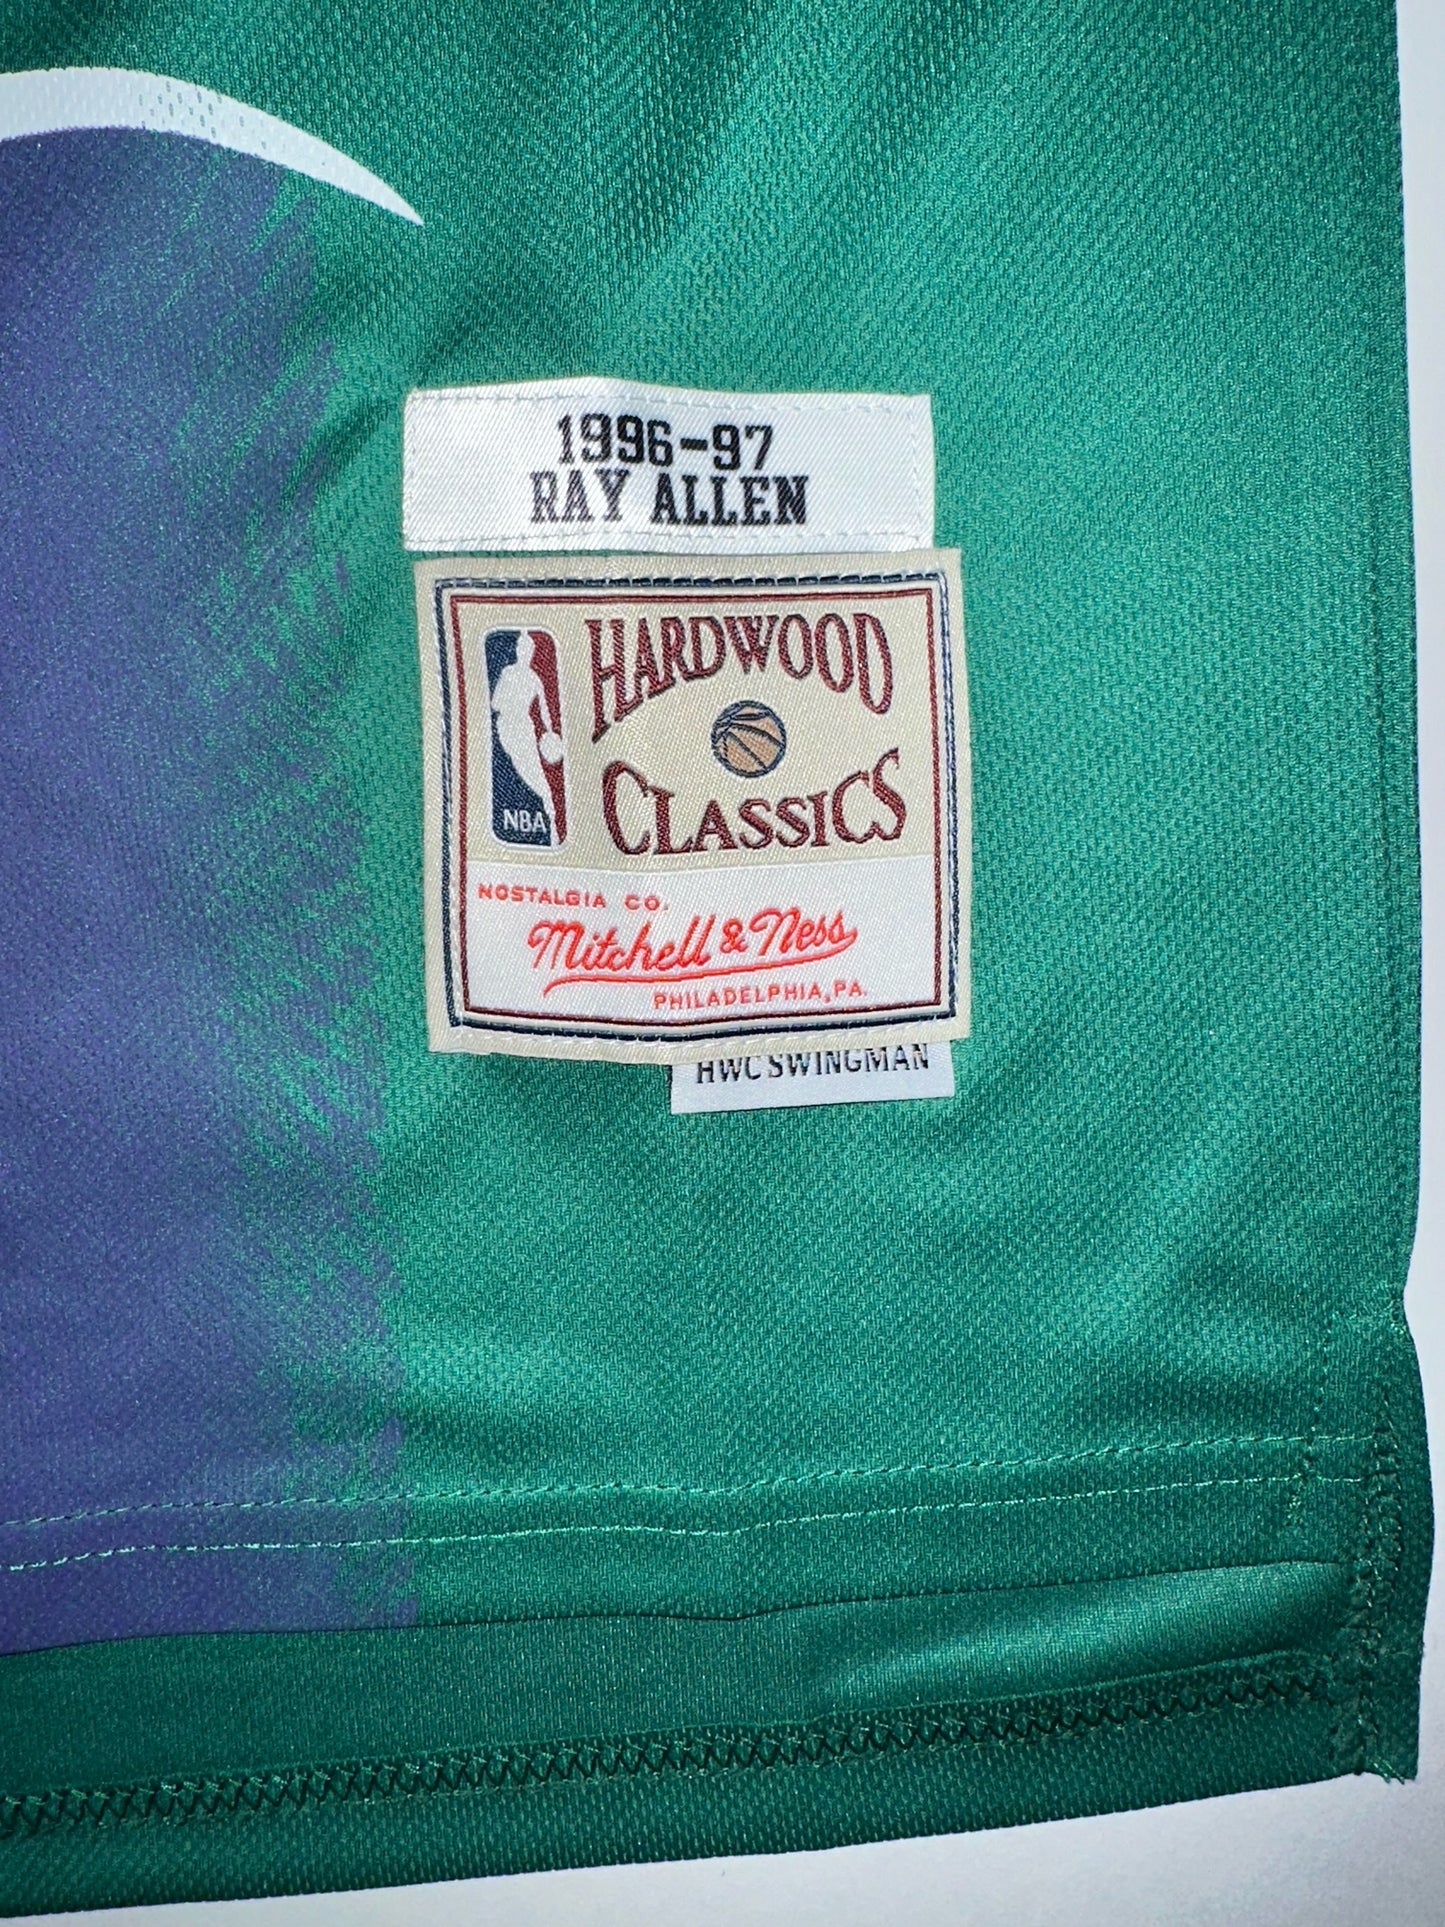 1996-97
RAY ALLEN
HARDWOOD
CLASSICS
NBA
NOSTALGIA CO.
Mitchell & Ness
PHILADELPHIA, PA.
HWC SWINGMAN